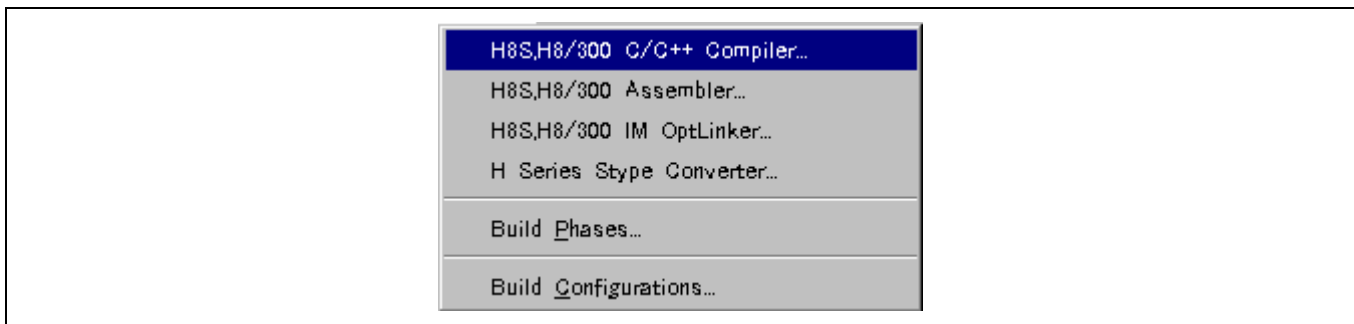 H8S,H8/300 C/C++ Compiler...
H8S,H8/300 Assembler...
H8S,H8/300 IM OptLinker...
H Series Stype Converter...
Build Phases...
Build Configurations...